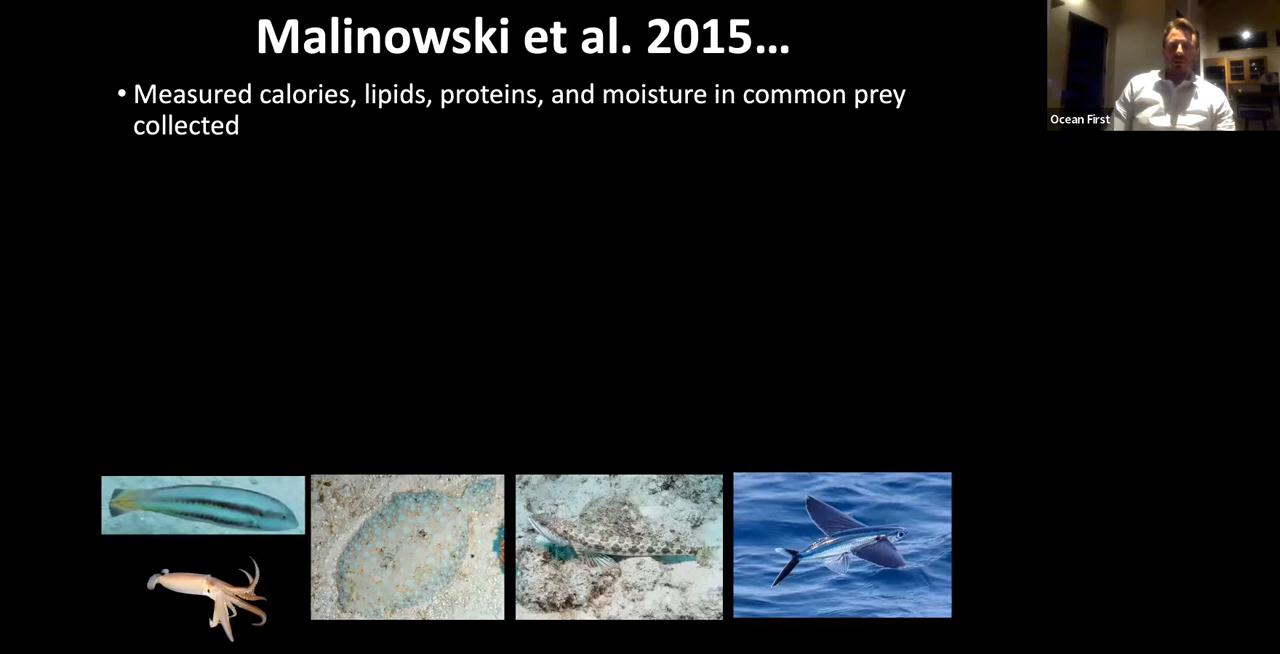 Malinowski et al. 2015...
• Measured calories, lipids, proteins, and moisture in common prey
collected
Ocean First